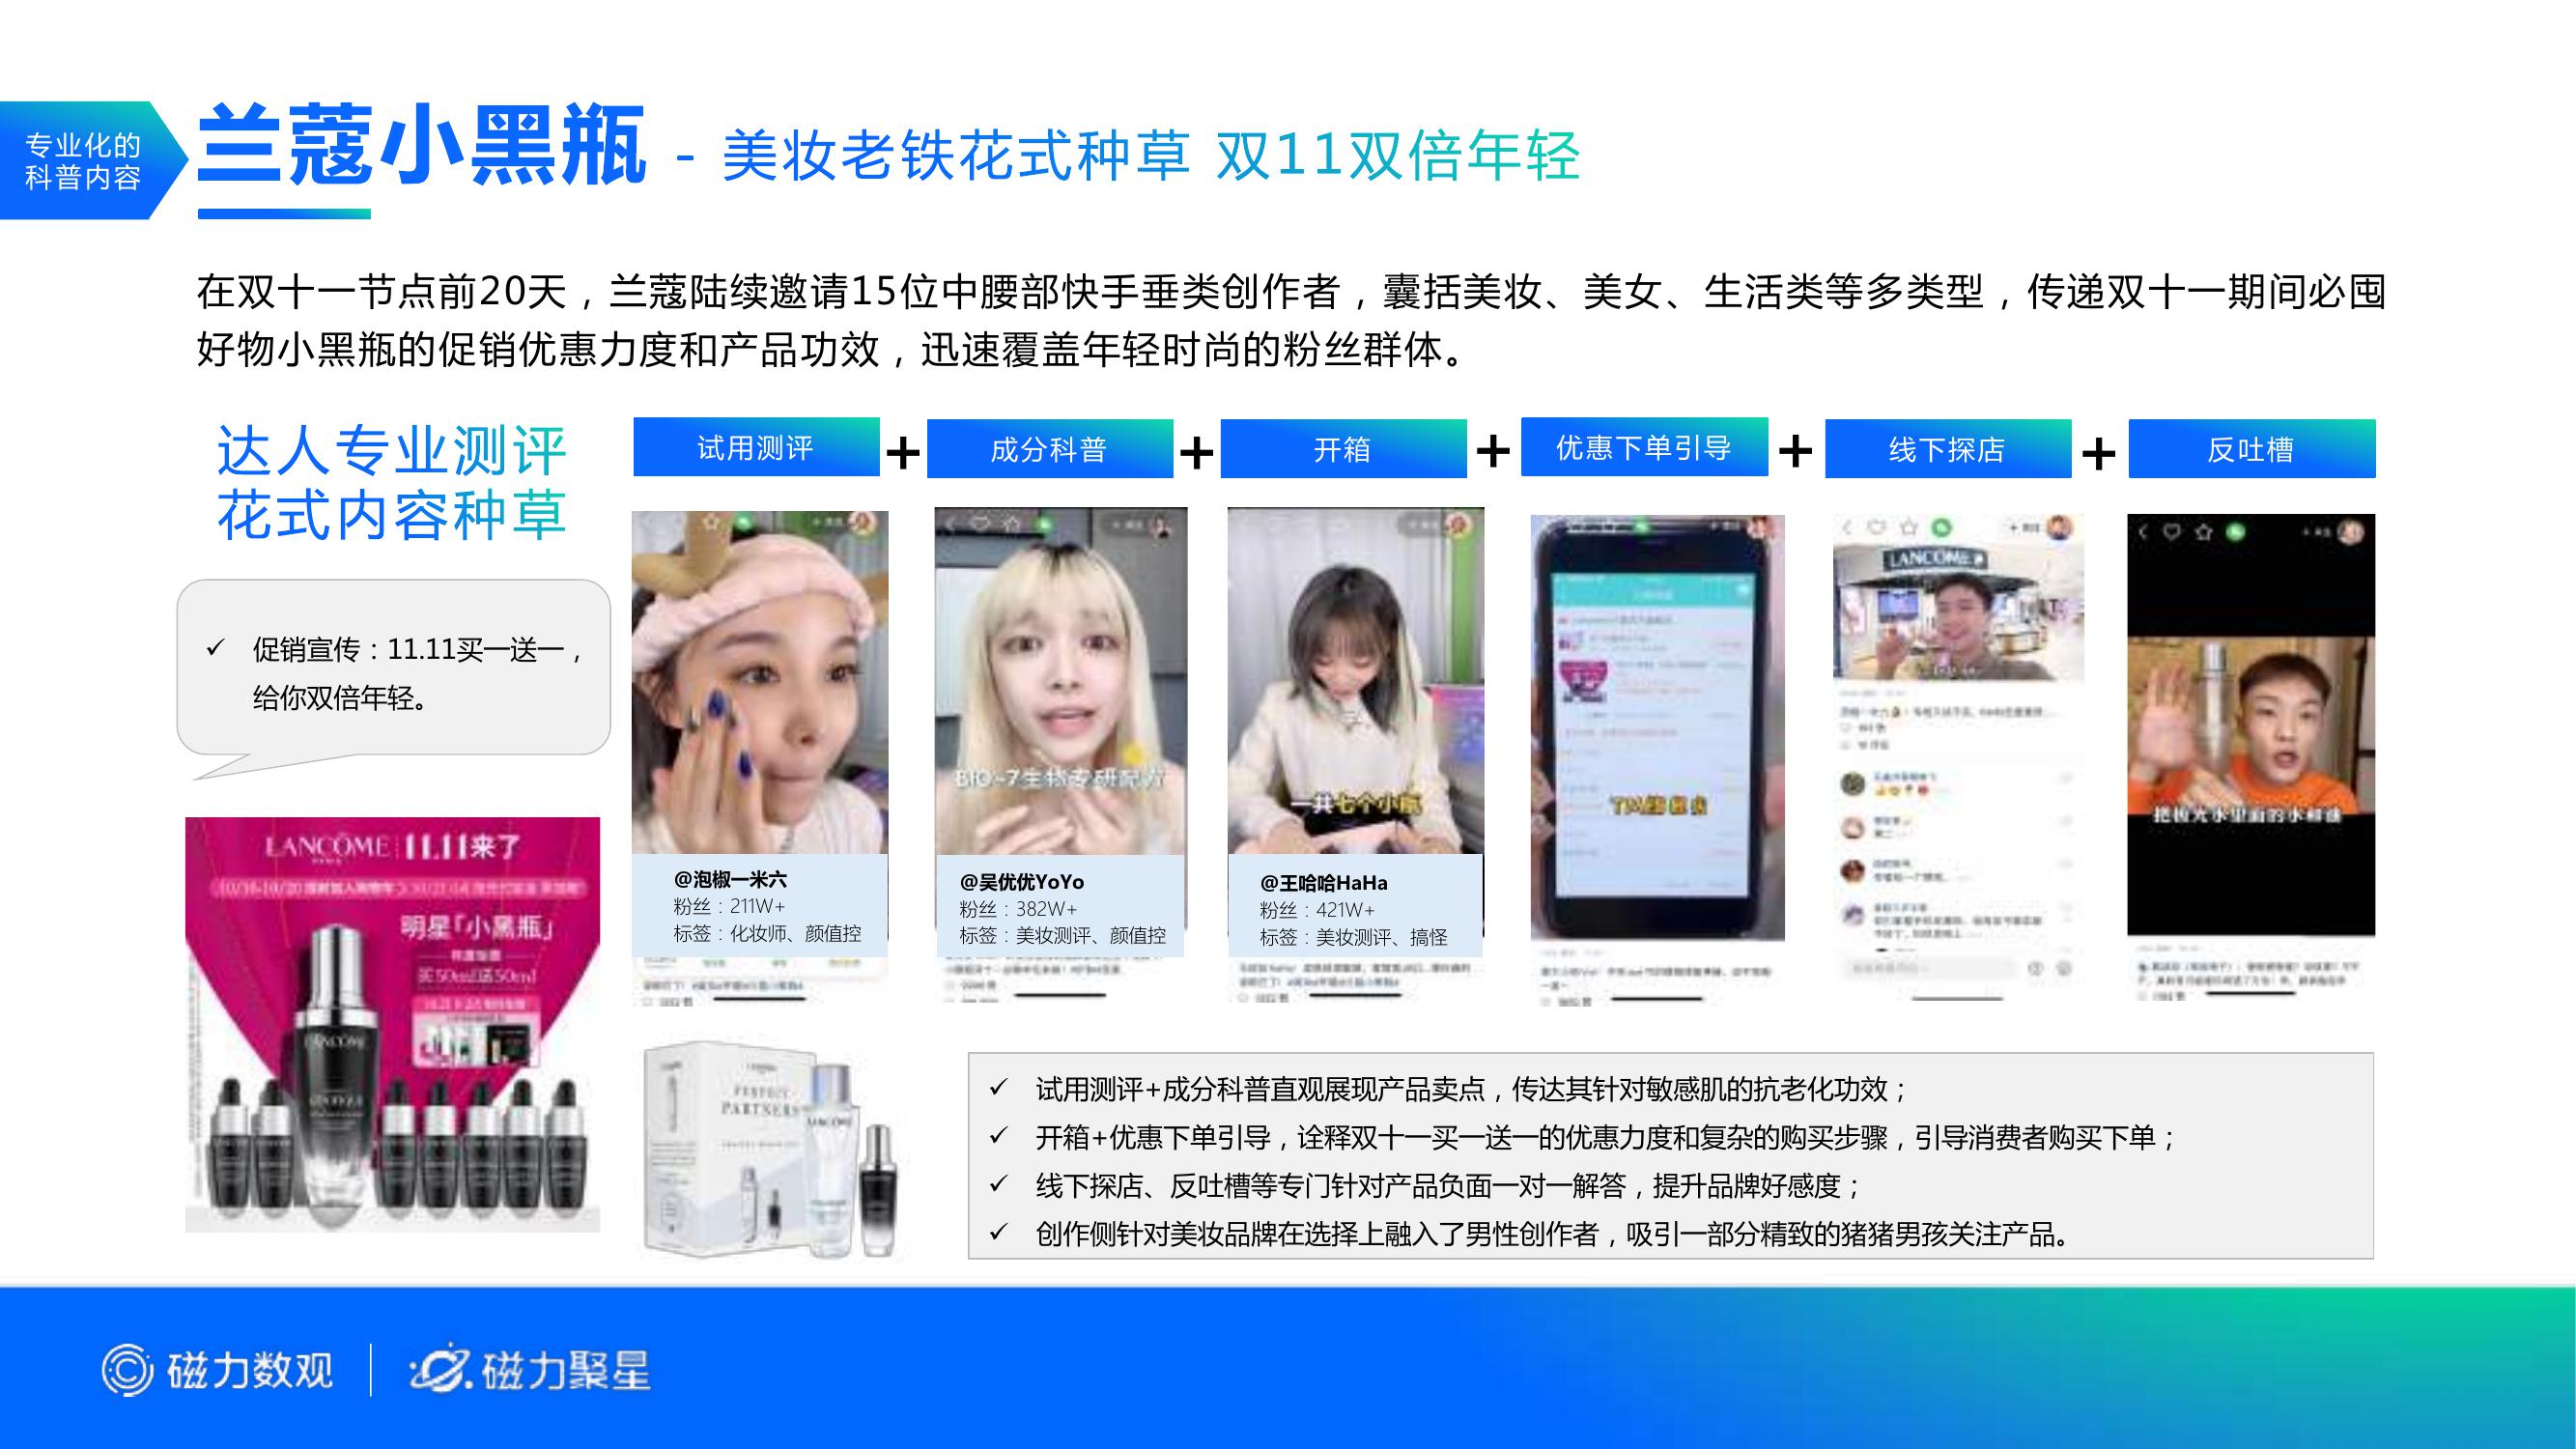 专业化的
科普内容
兰蔻小黑瓶 - 美妆老铁花式种草 双11双倍年轻
在双十一节点前20天，兰蔻陆续邀请15位中腰部快手垂类创作者，囊括美妆、美女、生活类等多类型，传递双十一期间必囤
好物小黑瓶的促销优惠力度和产品功效，迅速覆盖年轻时尚的粉丝群体。
达人专业测评
花式内容种草
试用测评 + 成分科普 + 开箱 + 优惠下单引导 + 线下探店 + 反吐槽
✓ 促销宣传：11.11买一送一，
给你双倍年轻。
LANCÔME 11.11来了
明星「小黑瓶」
买50ml送50ml
LANCOME
BIO-7生物专研配方
一共七个小瓶
LANCOME
@泡椒一米六
粉丝：211W+
标签：化妆师、颜值控
@吴优优YoYo
粉丝：382W+
标签：美妆测评、颜值控
@王哈哈HaHa
粉丝：421W+
标签：美妆测评、搞怪
PERFECT
PARTNERS
LANCOME
✓ 试用测评+成分科普直观展现产品卖点，传达其针对敏感肌的抗老化功效；
✓ 开箱+优惠下单引导，诠释双十一买一送一的优惠力度和复杂的购买步骤，引导消费者购买下单；
✓ 线下探店、反吐槽等专门针对产品负面一对一解答，提升品牌好感度；
✓ 创作侧针对美妆品牌在选择上融入了男性创作者，吸引一部分精致的猪猪男孩关注产品。
磁力数观 | 磁力聚星